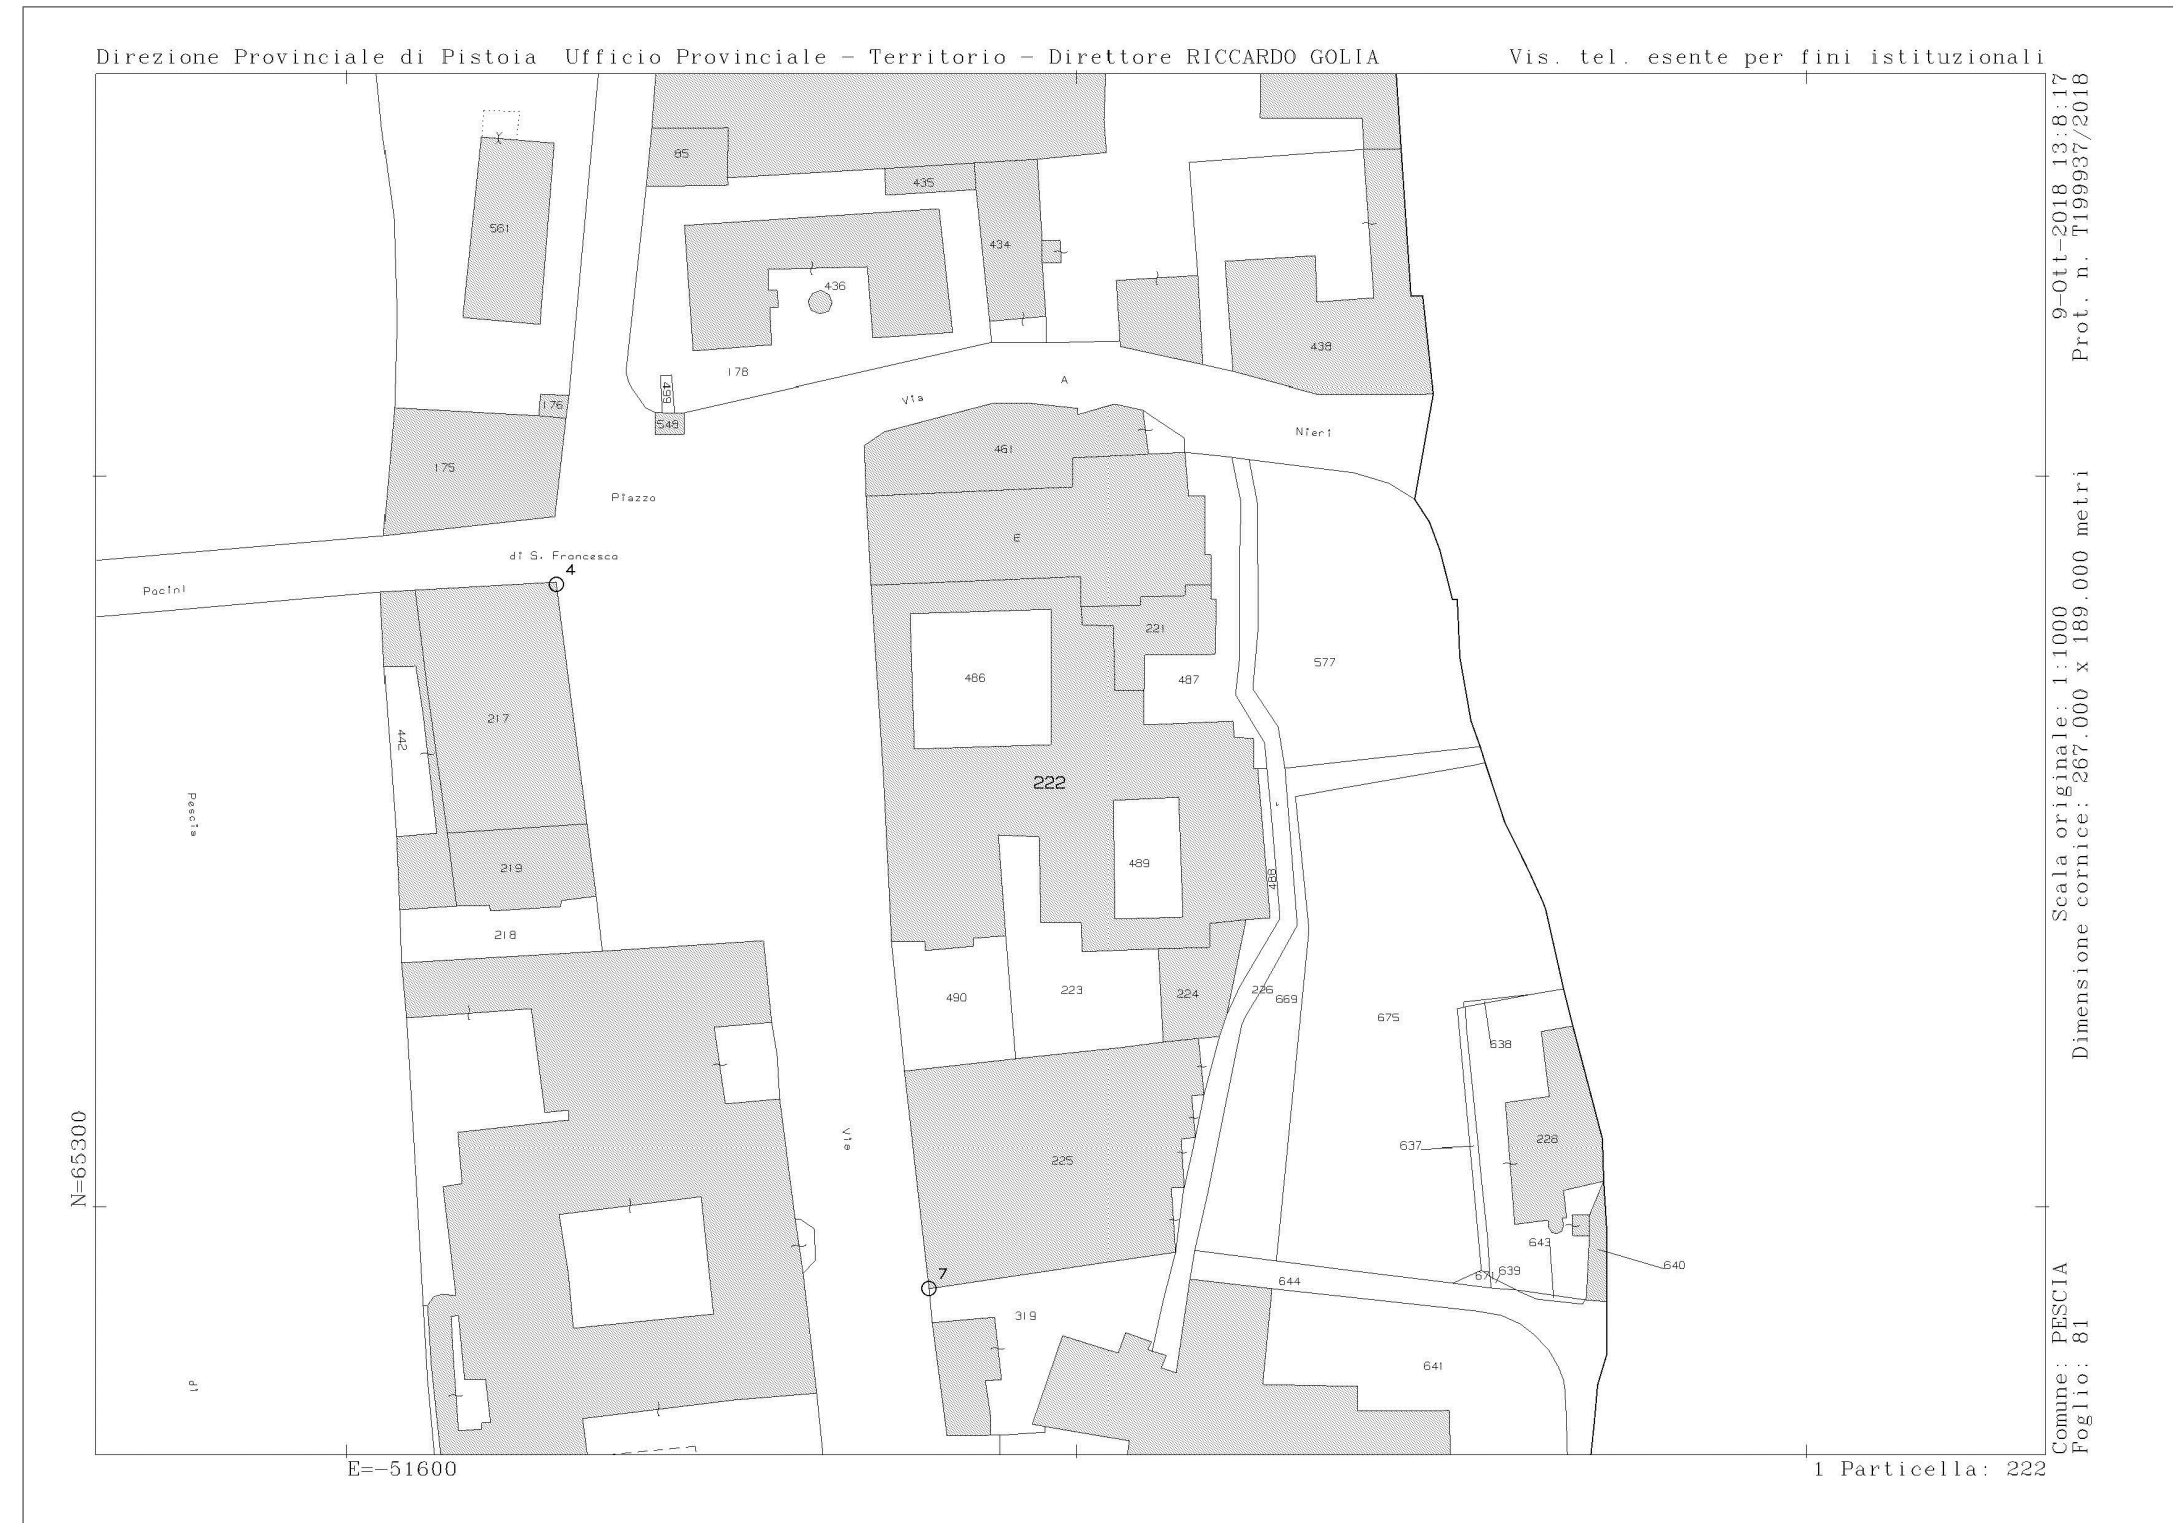 Direzione Provinciale di Pistoia Ufficio Provinciale - Territorio - Direttore RICCARDO GOLIA
Vis. tel. esente per fini istituzionali
9-Ott-2018 13:8:17
Prot. n. T199937/2018
Scala originale: 1:1000
Dimensione cornice: 267.000 x 189.000 metri
Comune: PESCIA
Foglio: 81
N=65300
E=-51600
1 Particella: 222
85
435
561
434
436
438
178
A
Via
499
176
548
Nieri
461
175
Piazza
E
di S. Francesco
4
Pacini
221
577
486
487
217
442
222
Pescia
489
219
488
218
490
223
224
226
669
675
638
Vle
637
228
225
643
640
7
671
639
644
319
641
di